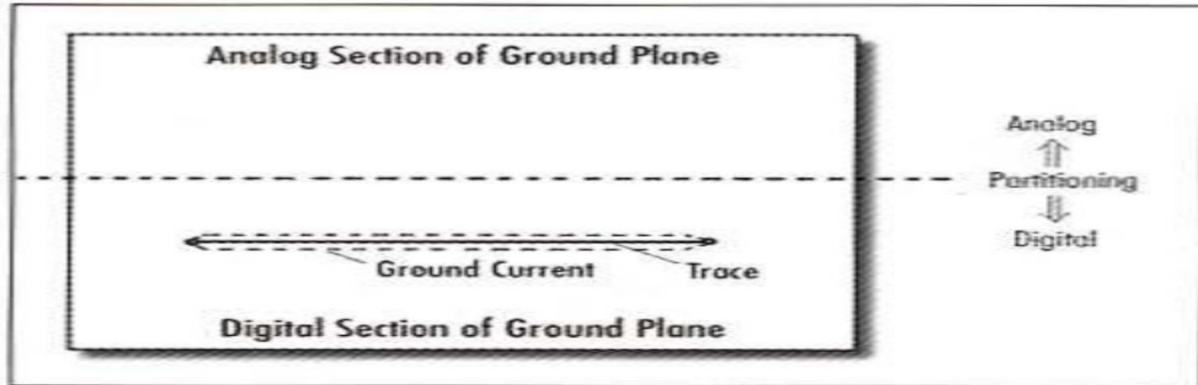 Analog Section of Ground Plane
Analog
Partitioning
Digital
Ground Current
Trace
Digital Section of Ground Plane